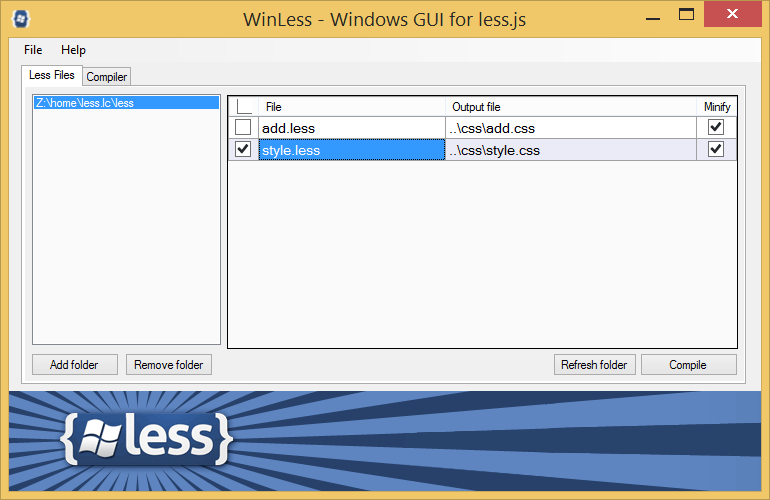 WinLess - Windows GUI for less.js
File Help
Less Files Compiler
Z:\home\less.lc\less
File Output file Minify
add.less ..\css\add.css
style.less ..\css\style.css
Add folder Remove folder Refresh folder Compile
{less}